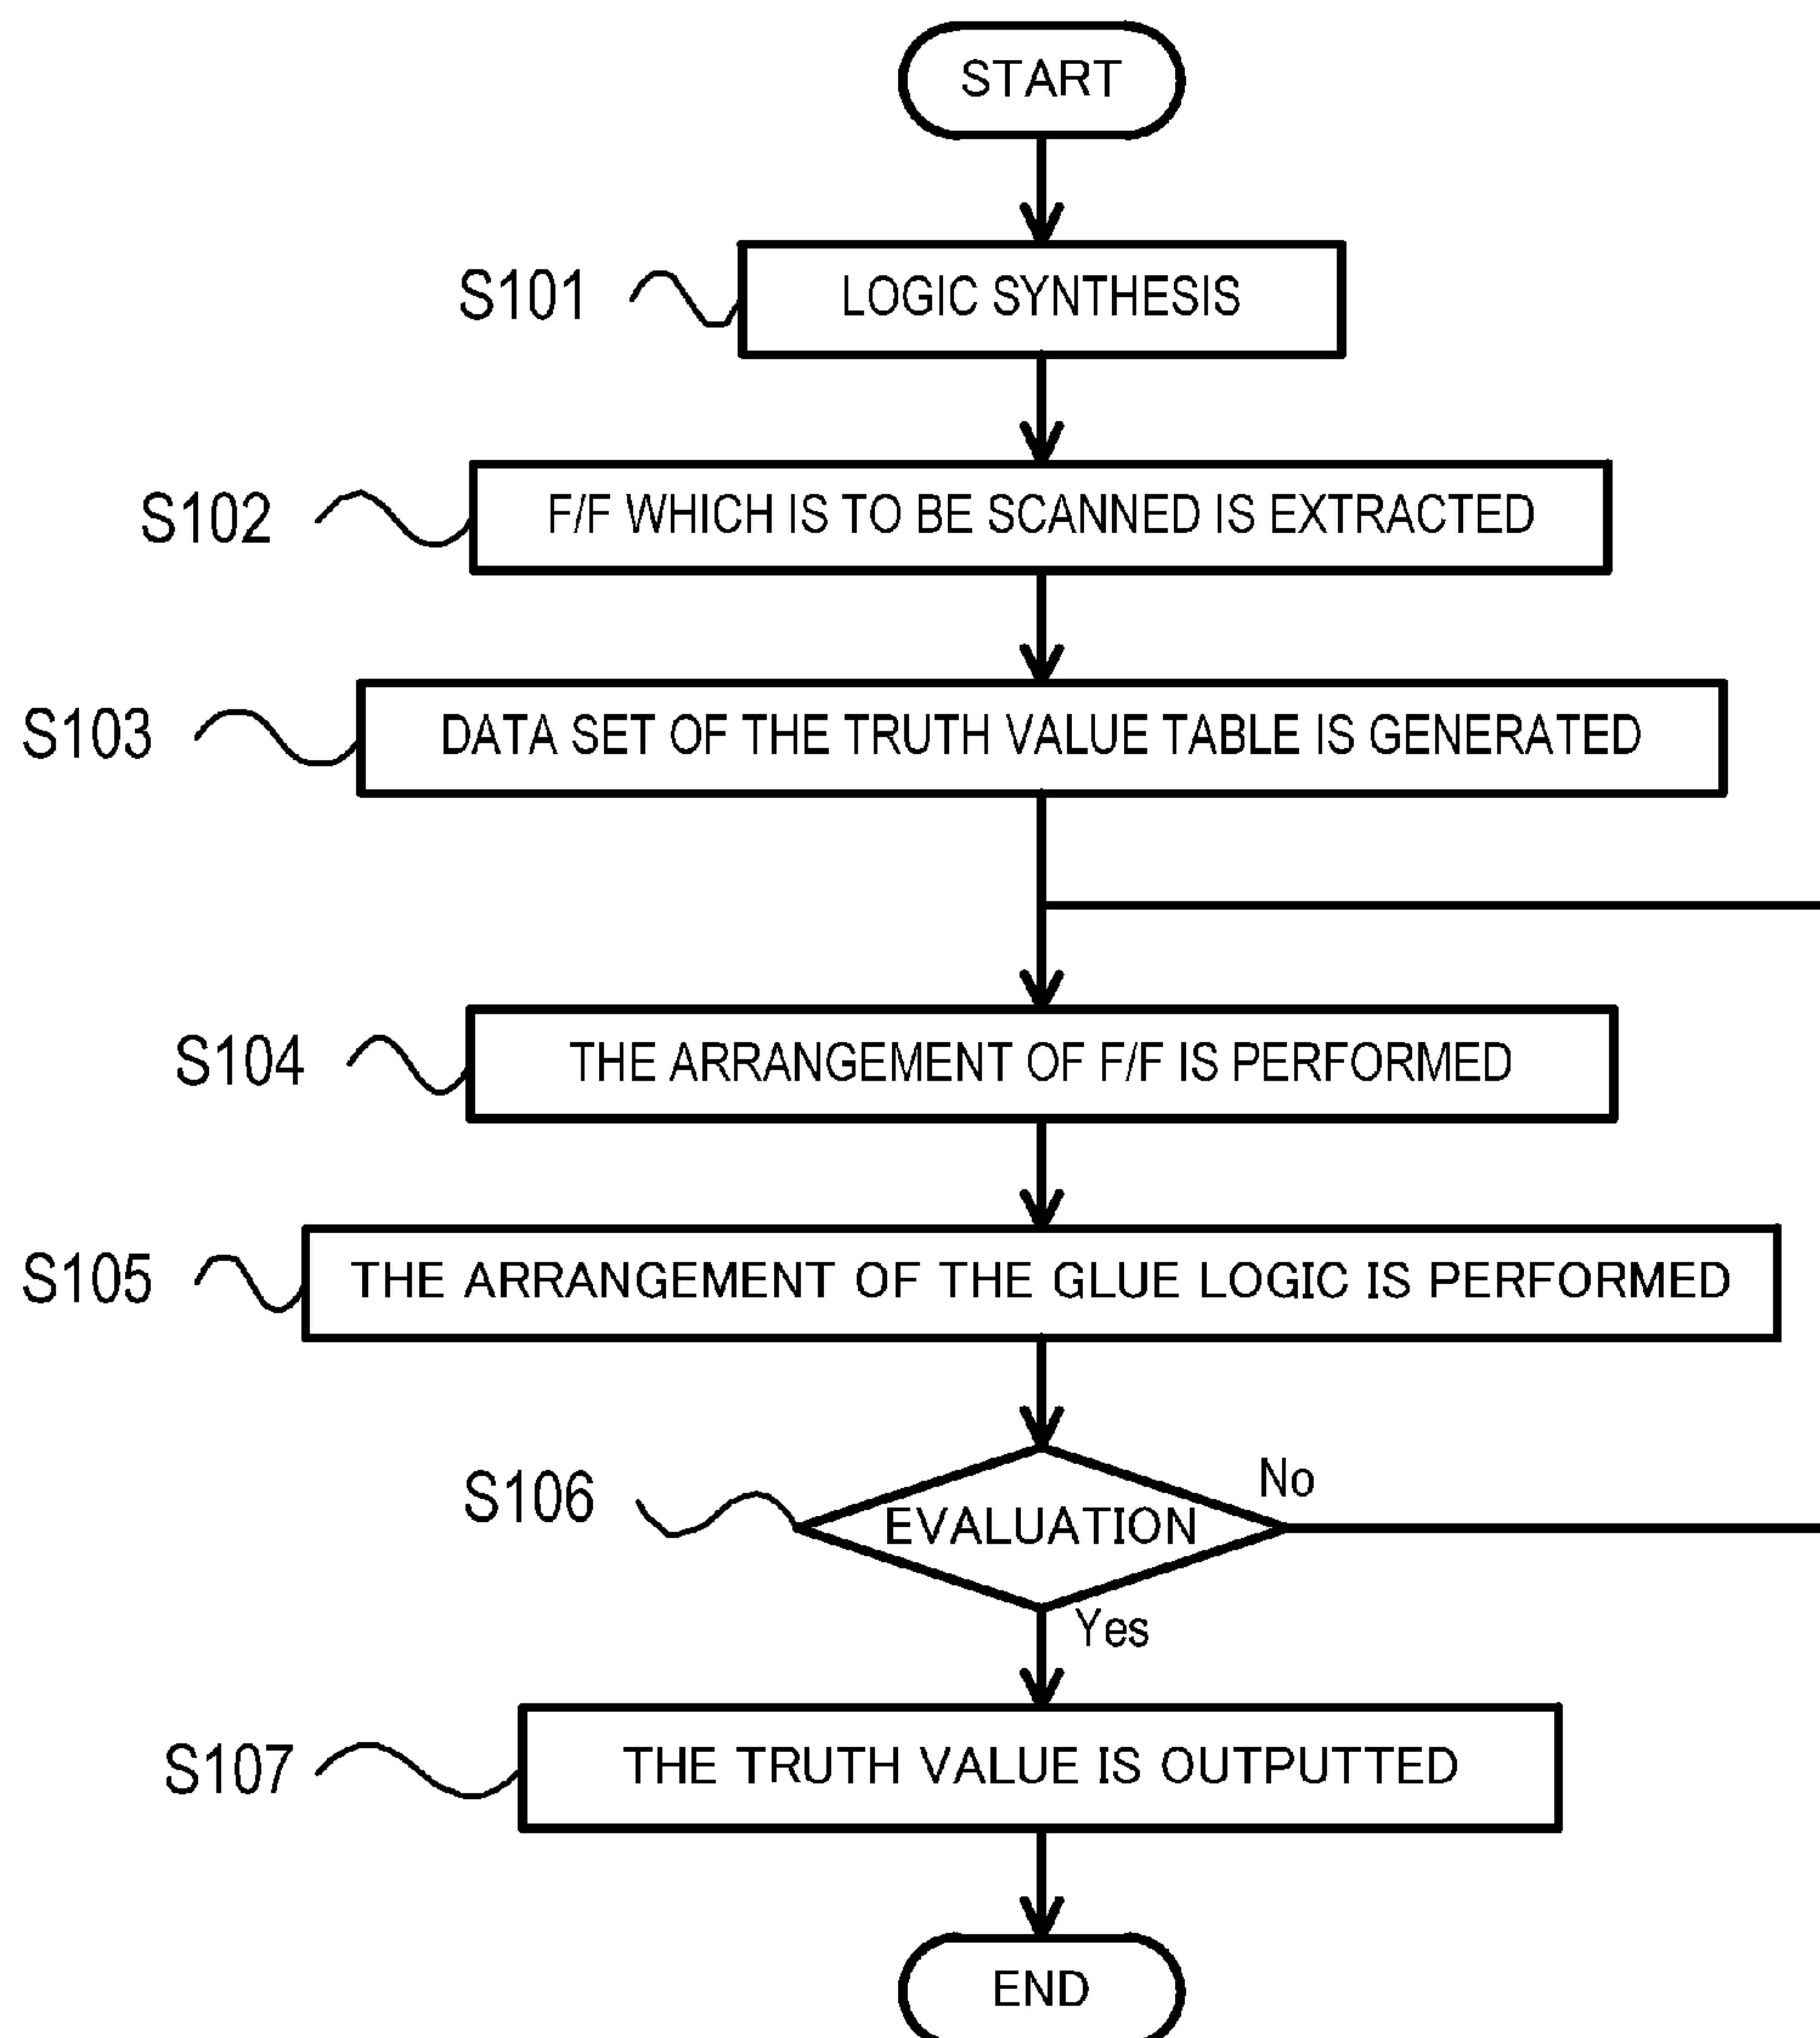 START
S101
LOGIC SYNTHESIS
S102
F/F WHICH IS TO BE SCANNED IS EXTRACTED
S103
DATA SET OF THE TRUTH VALUE TABLE IS GENERATED
S104
THE ARRANGEMENT OF F/F IS PERFORMED
S105
THE ARRANGEMENT OF THE GLUE LOGIC IS PERFORMED
S106
EVALUATION
No
Yes
S107
THE TRUTH VALUE IS OUTPUTTED
END